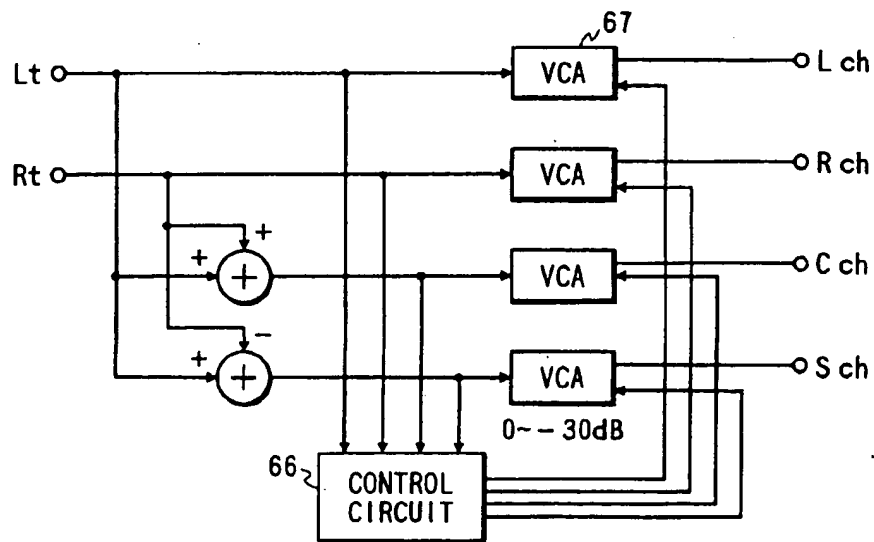 67
Lt
VCA
L ch
Rt
VCA
R ch
+
+
+
VCA
C ch
-
+
+
VCA
S ch
0~-30dB
66
CONTROL
CIRCUIT